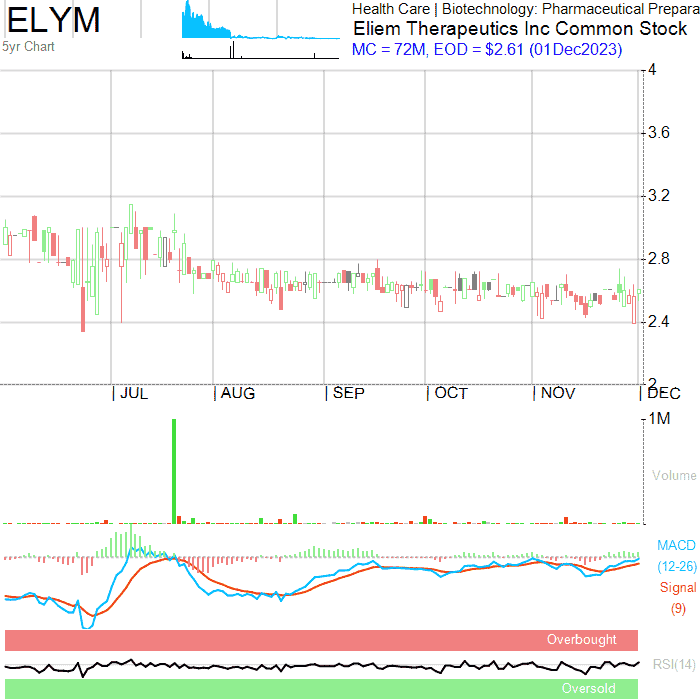 ELYM
5yr Chart
Health Care | Biotechnology: Pharmaceutical Prepara
Eliem Therapeutics Inc Common Stock
MC = 72M, EOD = $2.61 (01Dec2023)
4
3.6
3.2
2.8
2.4
2
JUL AUG SEP OCT NOV DEC
1M
Volume
MACD
(12-26)
Signal
(9)
Overbought
RSI(14)
Oversold